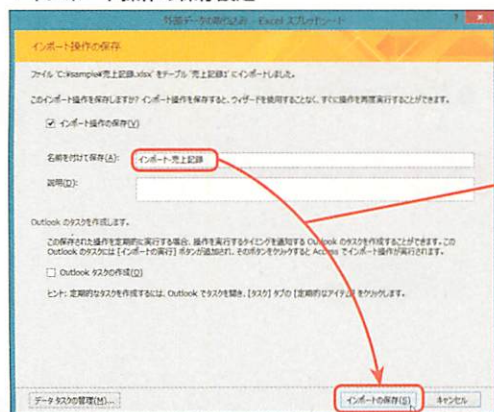 外部データの取り込み - Excel スプレッドシート
インポート操作の保存
ファイル 'C:¥sample¥売上記録.xlsx' をテーブル '売上記録1' にインポートしました。
このインポート操作を保存しますか? インポート操作を保存すると、ウィザードを使用することなく、すぐに操作を再度実行することができます。
インポート操作の保存(V)
名前を付けて保存(A):
インポート-売上記録
説明(D):
Outlook のタスクを作成します。
この保存された操作を定期的に実行する場合、操作を実行するタイミングを通知する Outlook のタスクを作成することができます。この
Outlook のタスクには [インポートの実行] ボタンが追加され、そのボタンをクリックすると Access でインポート操作が実行されます。
Outlook タスクの作成(O)
ヒント: 定期的なタスクを作成するには、Outlook でタスクを開き、[タスク] タブの [定期的なアイテム] をクリックします。
データ タスクの管理(M)...
インポートの保存(S)
キャンセル